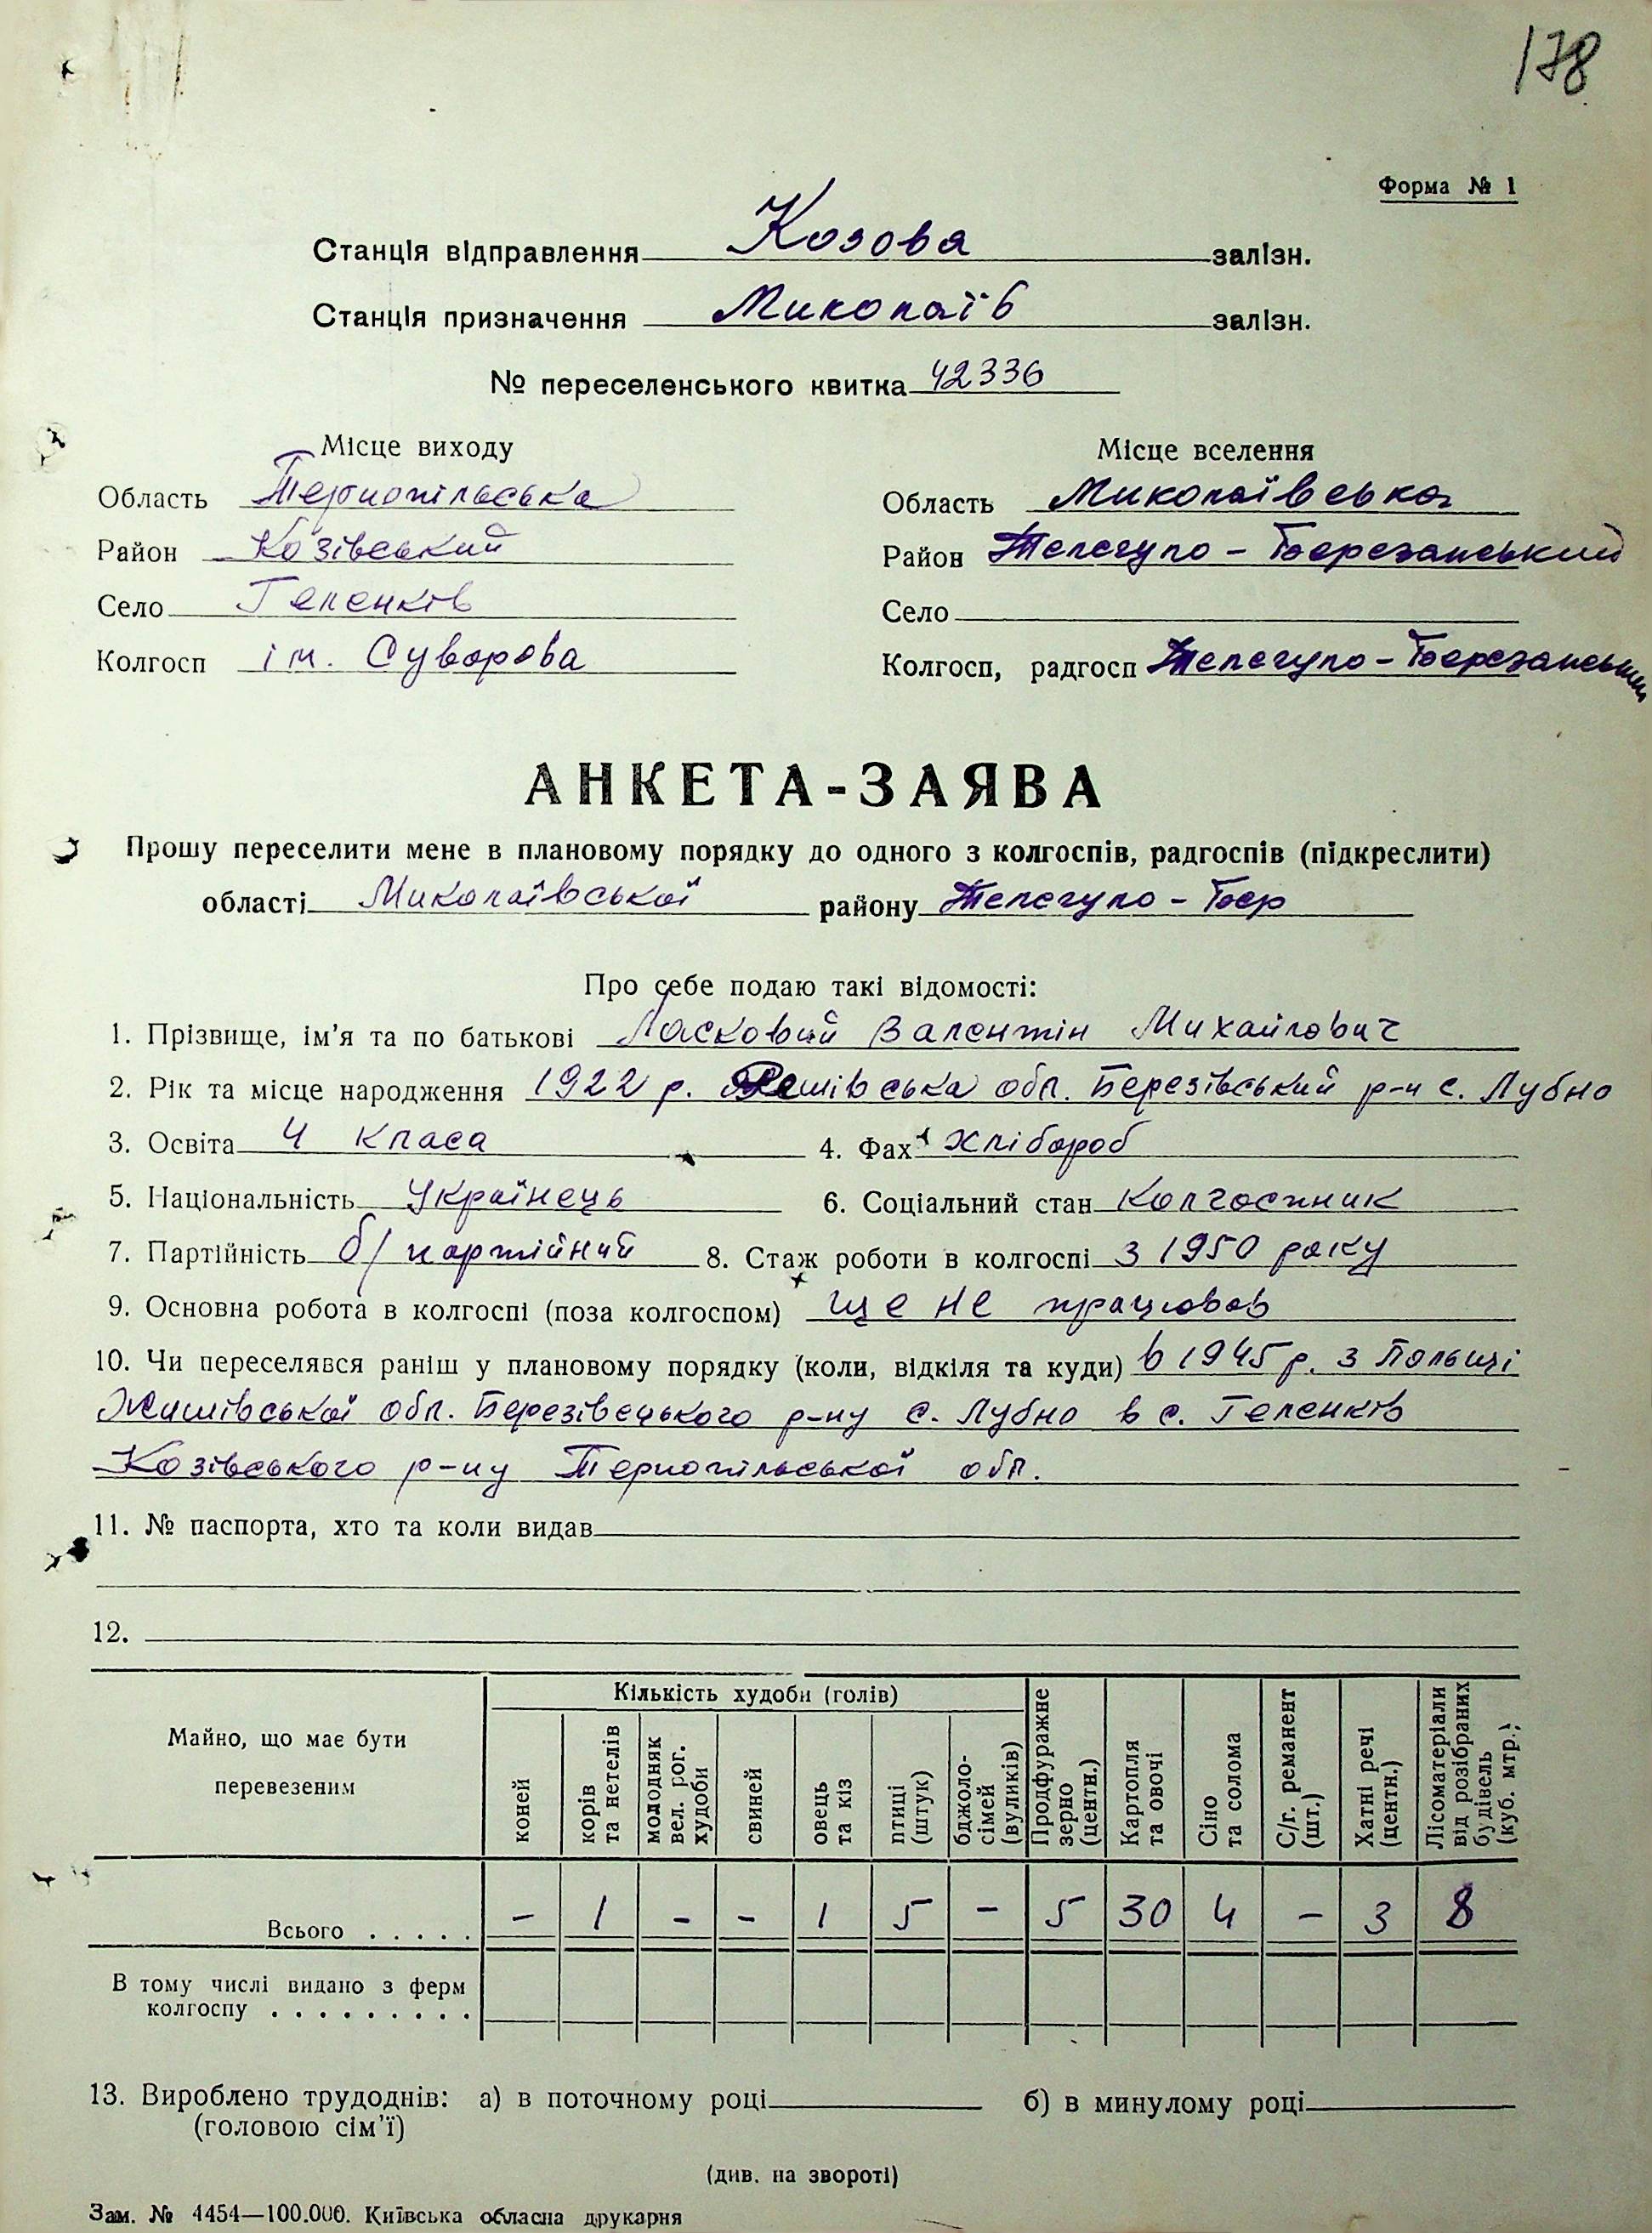 178
Форма № 1
Станція відправлення Козова залізн.
Станція призначення Миколаїв залізн.
№ переселенського квитка 42336
Місце виходу
Область Тернопільська
Район Козівський
Село Геленків
Колгосп ім. Суворова
Місце вселення
Область Миколаївська
Район Телегуло-Березанський
Село
Колгосп, радгосп Телегуло-Березанський
АНКЕТА-ЗАЯВА
Прошу переселити мене в плановому порядку до одного з колгоспів, радгоспів (підкреслити)
області Миколаївської району Телегуло-Бер
Про себе подаю такі відомості:
1. Прізвище, ім'я та по батькові Ласковий Валентін Михайлович
2. Рік та місце народження 1922 р. обл. Березівський р-н с. Лубно
3. Освіта 4 класа 4. Фах Хлібороб
5. Національність Українець 6. Соціальний стан Колгоспник
7. Партійність б/партійний 8. Стаж роботи в колгоспі з 1950 року
9. Основна робота в колгоспі (поза колгоспом) ще не працював
10. Чи переселявся раніш у плановому порядку (коли, відкіля та куди) в 1945 р. з Польщі
обл. Березівецького р-ну с. Лубно в с. Геленків
Козівського р-ну Тернопільської обл.
11. № паспорта, хто та коли видав
12.
Майно, що має бути перевезеним
Кількість худоби (голів)
коней
корів та нетелів
молодняк вел. рог. худоби
свиней
овець та кіз
птиці (штук)
бджоло-сімей (вуликів)
Продфуражне зерно (центн.)
Картопля та овочі
Сіно та солома
С/г. реманент (шт.)
Хатні речі (центн.)
Лісоматеріали від розібраних будівель (куб. мтр.)
Всього . . . . . – 1 – – 1 5 – 5 30 4 – 3 8
В тому числі видано з ферм
колгоспу . . . . . . . . .
13. Вироблено трудоднів: а) в поточному році б) в минулому році
(головою сім'ї)
(див. на звороті)
Зам. № 4454—100.000. Київська обласна друкарня